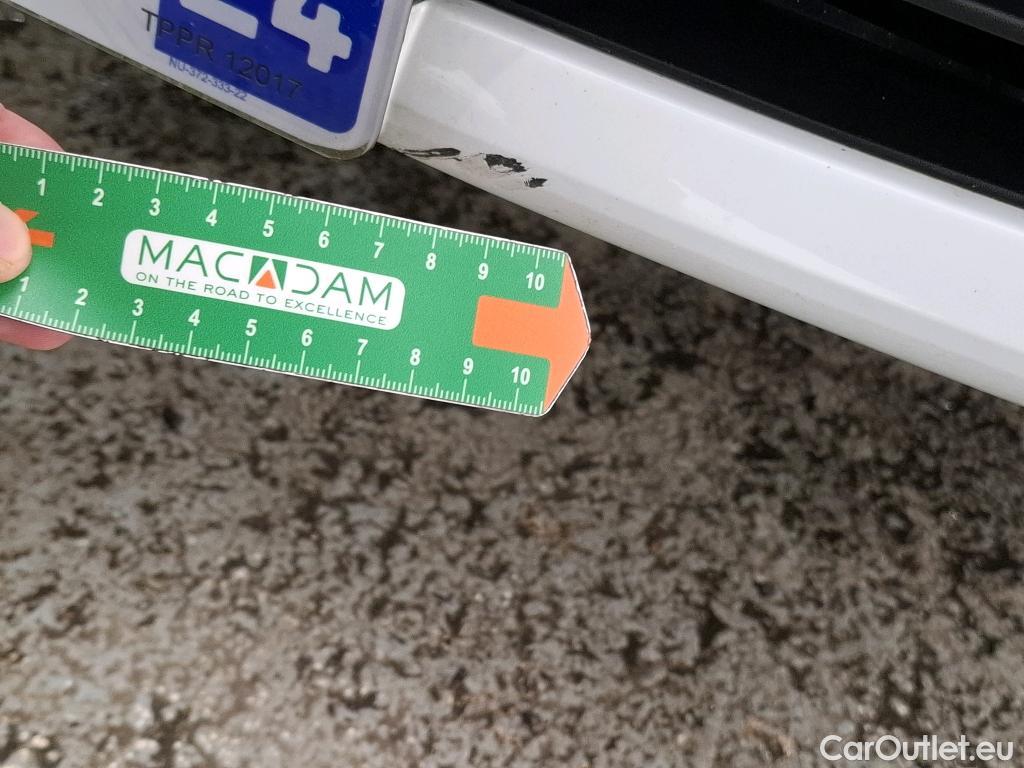 4
TPPR 12017
NU-372-333-22
1 2 3 4 5 6 7 8 9 10
MACADAM
ON THE ROAD TO EXCELLENCE
1 2 3 4 5 6 7 8 9 10
CarOutlet.eu